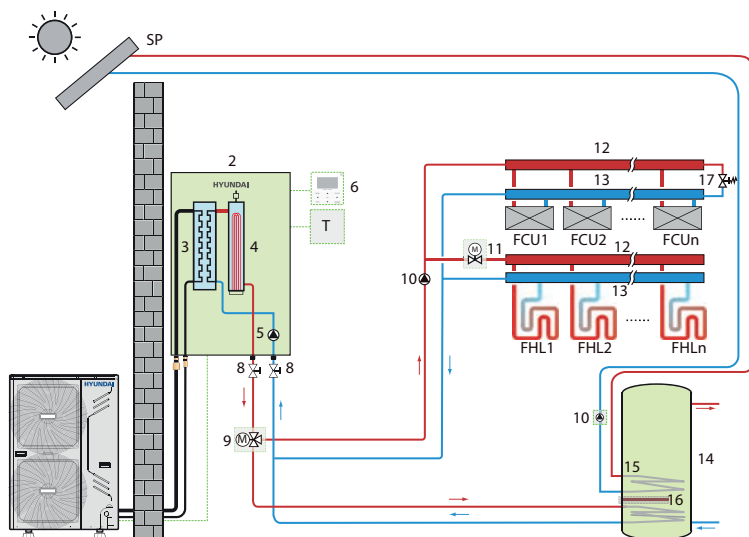 SP
2
HYUNDAI
6
T
3
4
5
8
8
9
M
HYUNDAI
12
13
17
FCU1
FCU2
......
FCUn
M
11
12
10
13
FHL1
FHL2
......
FHLn
10
14
15
16